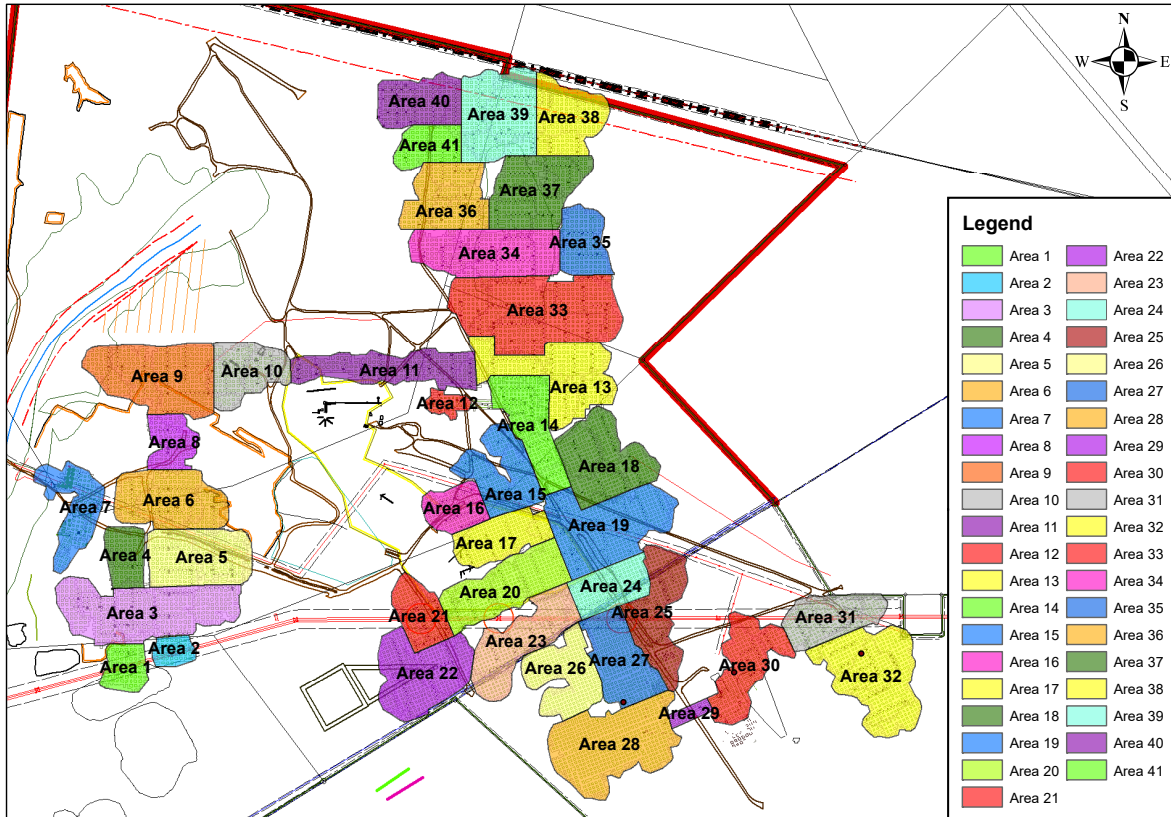 N
W E
S
Area 40
Area 39
Area 38
Area 41
Area 37
Area 36
Area 35
Area 34
Area 33
Area 9
Area 10
Area 11
Area 13
Area 12
Area 14
Area 8
Area 18
Area 15
Area 6
Area 7
Area 16
Area 19
Area 17
Area 4
Area 5
Area 24
Area 20
Area 3
Area 21
Area 25
Area 31
Area 23
Area 2
Area 1
Area 26
Area 27
Area 30
Area 22
Area 32
Area 29
Area 28
Legend
Area 1
Area 2
Area 3
Area 4
Area 5
Area 6
Area 7
Area 8
Area 9
Area 10
Area 11
Area 12
Area 13
Area 14
Area 15
Area 16
Area 17
Area 18
Area 19
Area 20
Area 21
Area 22
Area 23
Area 24
Area 25
Area 26
Area 27
Area 28
Area 29
Area 30
Area 31
Area 32
Area 33
Area 34
Area 35
Area 36
Area 37
Area 38
Area 39
Area 40
Area 41